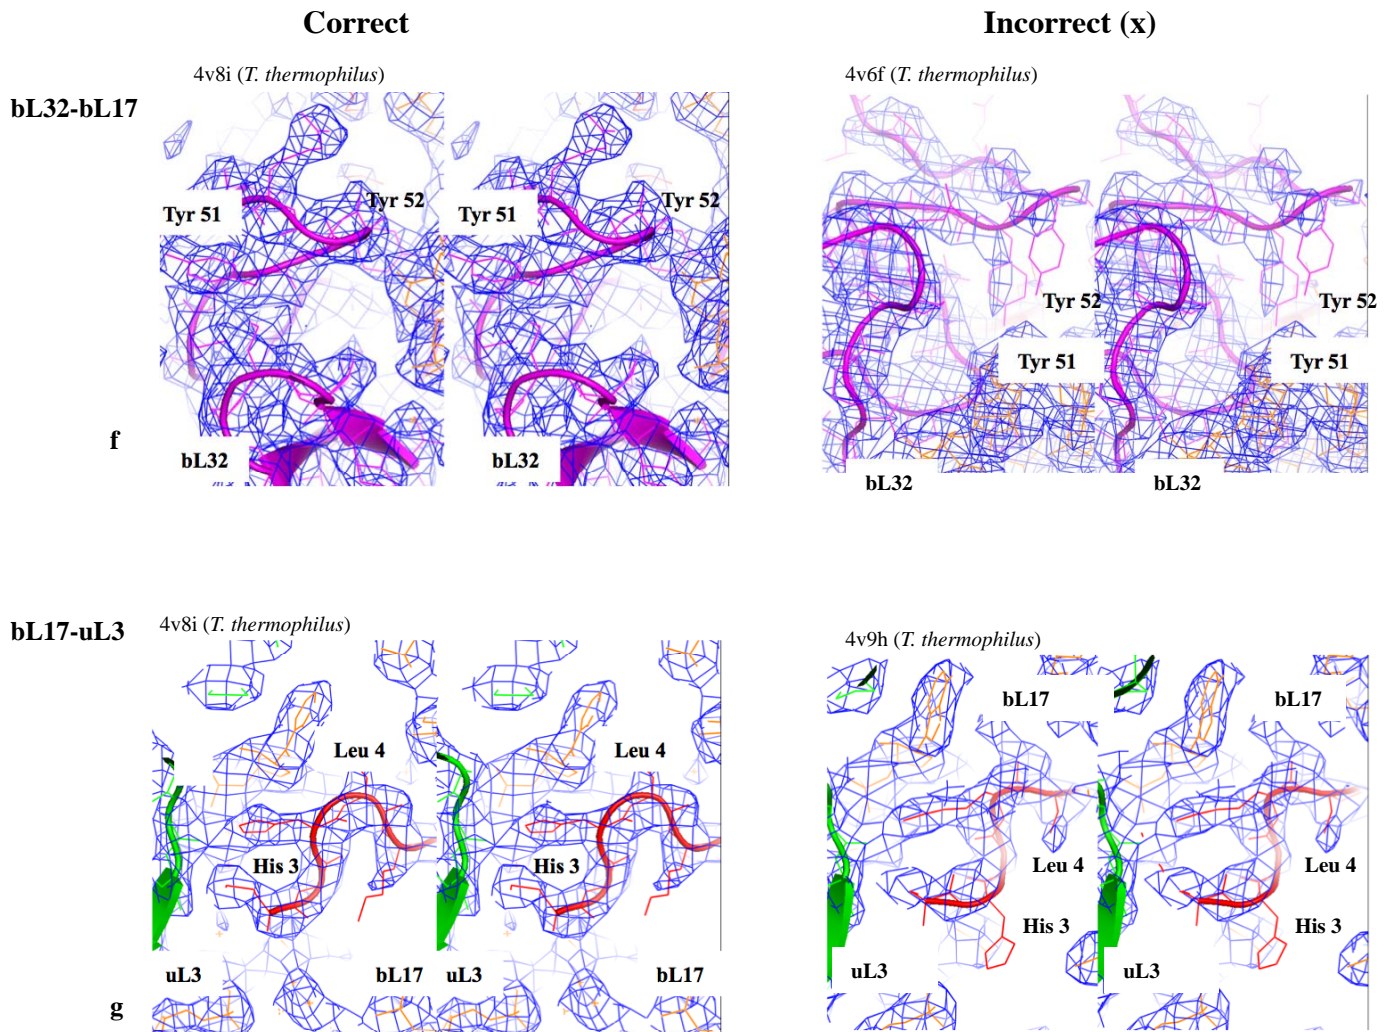 Correct
Incorrect (x)
4v8i (T. thermophilus)
4v6f (T. thermophilus)
bL32-bL17
Tyr 51
Tyr 52
Tyr 51
Tyr 52
Tyr 52
Tyr 52
Tyr 51
Tyr 51
f
bL32
bL32
bL32
bL32
bL17-uL3
4v8i (T. thermophilus)
4v9h (T. thermophilus)
bL17
bL17
Leu 4
Leu 4
His 3
His 3
Leu 4
Leu 4
His 3
His 3
uL3
bL17
uL3
bL17
uL3
uL3
g